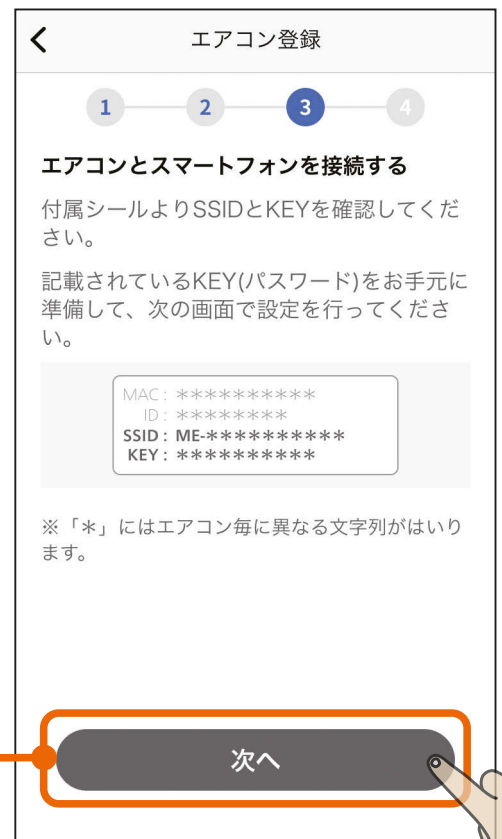 エアコン登録
1 2 3 4
エアコンとスマートフォンを接続する
付属シールよりSSIDとKEYを確認してくだ
さい。
記載されているKEY(パスワード)をお手元に
準備して、次の画面で設定を行ってくださ
い。
MAC : **********
ID : ********
SSID : ME-**********
KEY : **********
※「*」にはエアコン毎に異なる文字列がはいり
ます。
次へ